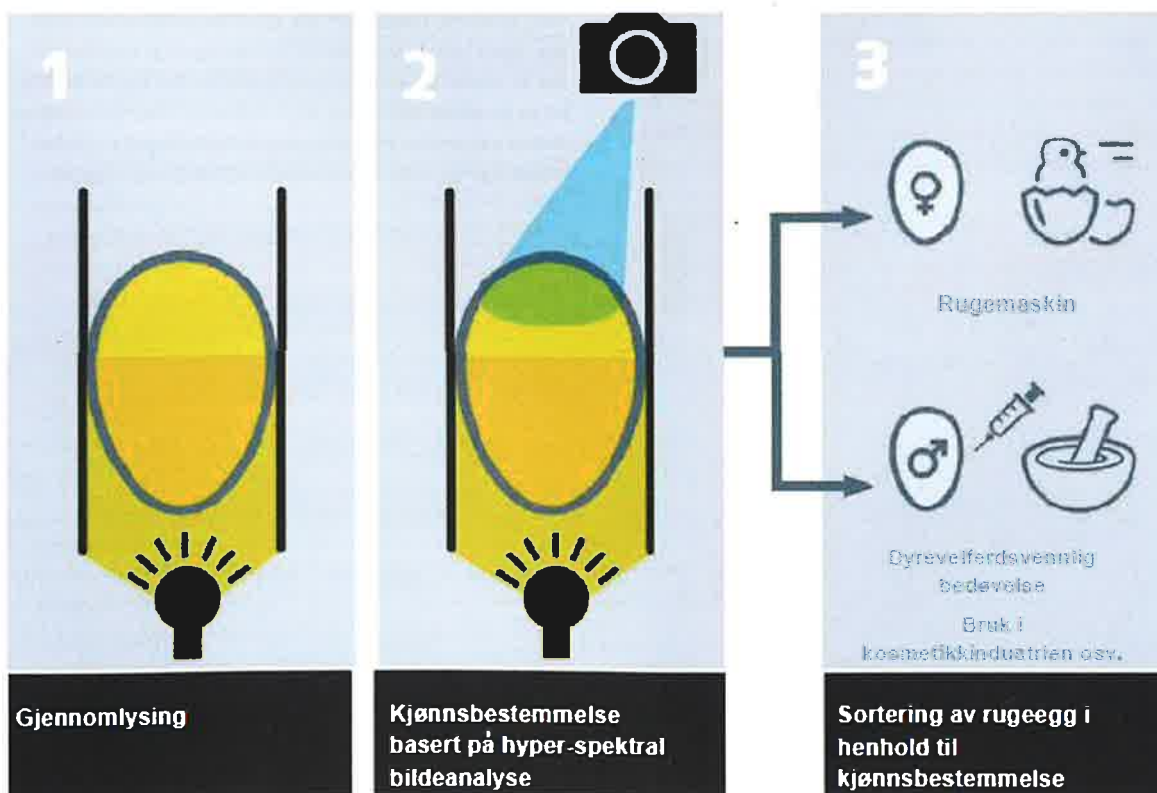 1
Gjennomlysing
2
Kjønnsbestemmelse
basert på hyper-spektral
bildeanalyse
3
Rugemaskin
Dyrevelferdsvennlig
bedøvelse
Bruk i
kosmetikkindustrien osv.
Sortering av rugeegg i
henhold til
kjønnsbestemmelse